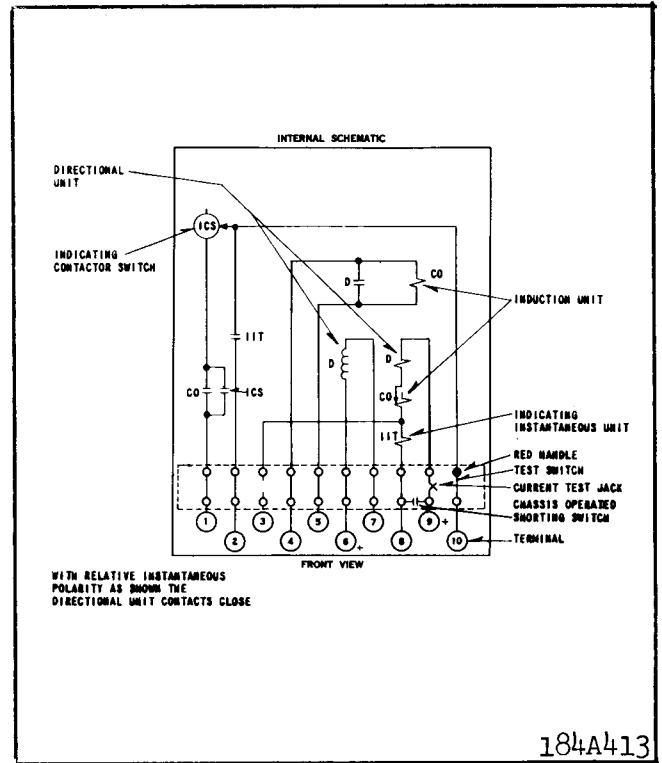 INTERNAL SCHEMATIC
DIRECTIONAL
UNIT
ICS
INDICATING
CONTACTOR SWITCH
D
CO
INDUCTION UNIT
IIT
D
D
CO
ICS
CO
INDICATING
INSTANTANEOUS UNIT
IIT
RED HANDLE
TEST SWITCH
CURRENT TEST JACK
CHASSIS OPERATED
SHORTING SWITCH
1
3
5
7
9 +
2
4
6 +
8
10
TERMINAL
FRONT VIEW
WITH RELATIVE INSTANTANEOUS
POLARITY AS SHOWN THE
DIRECTIONAL UNIT CONTACTS CLOSE
184A413